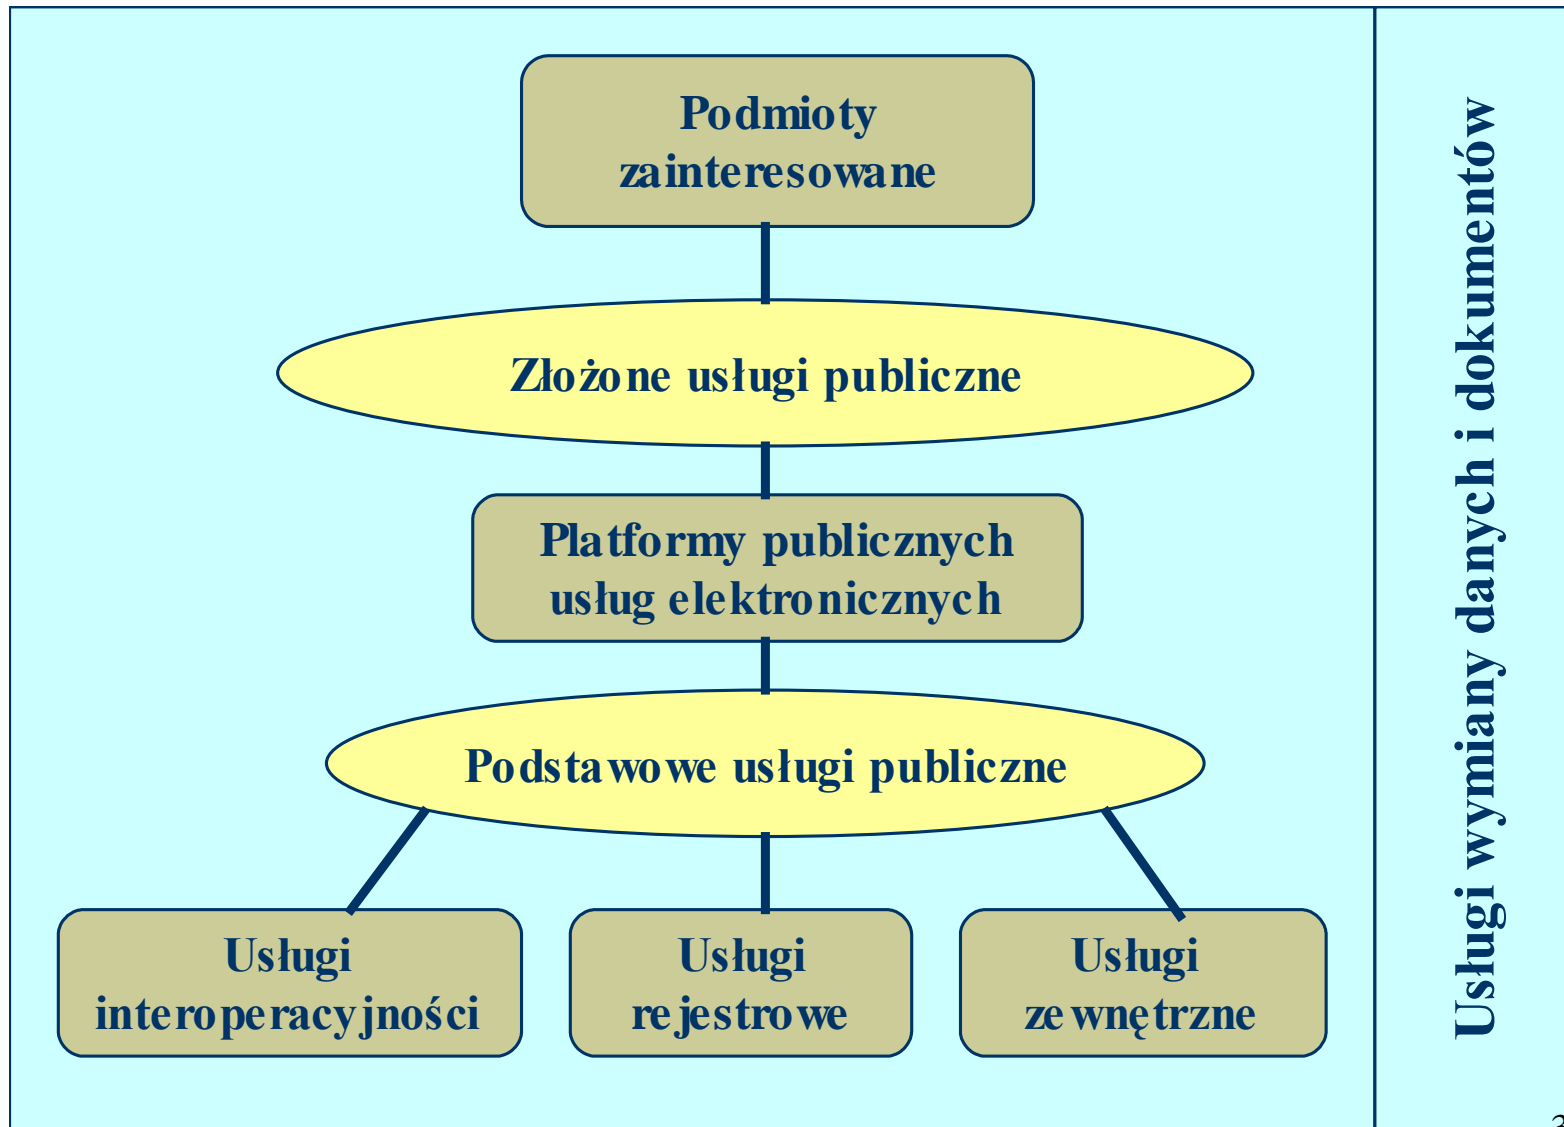 Podmioty
zainteresowane
Złożone usługi publiczne
Platformy publicznych
usług elektronicznych
Podstawowe usługi publiczne
Usługi
interoperacyjności
Usługi
rejestrowe
Usługi
zewnętrzne
Usługi wymiany danych i dokumentów